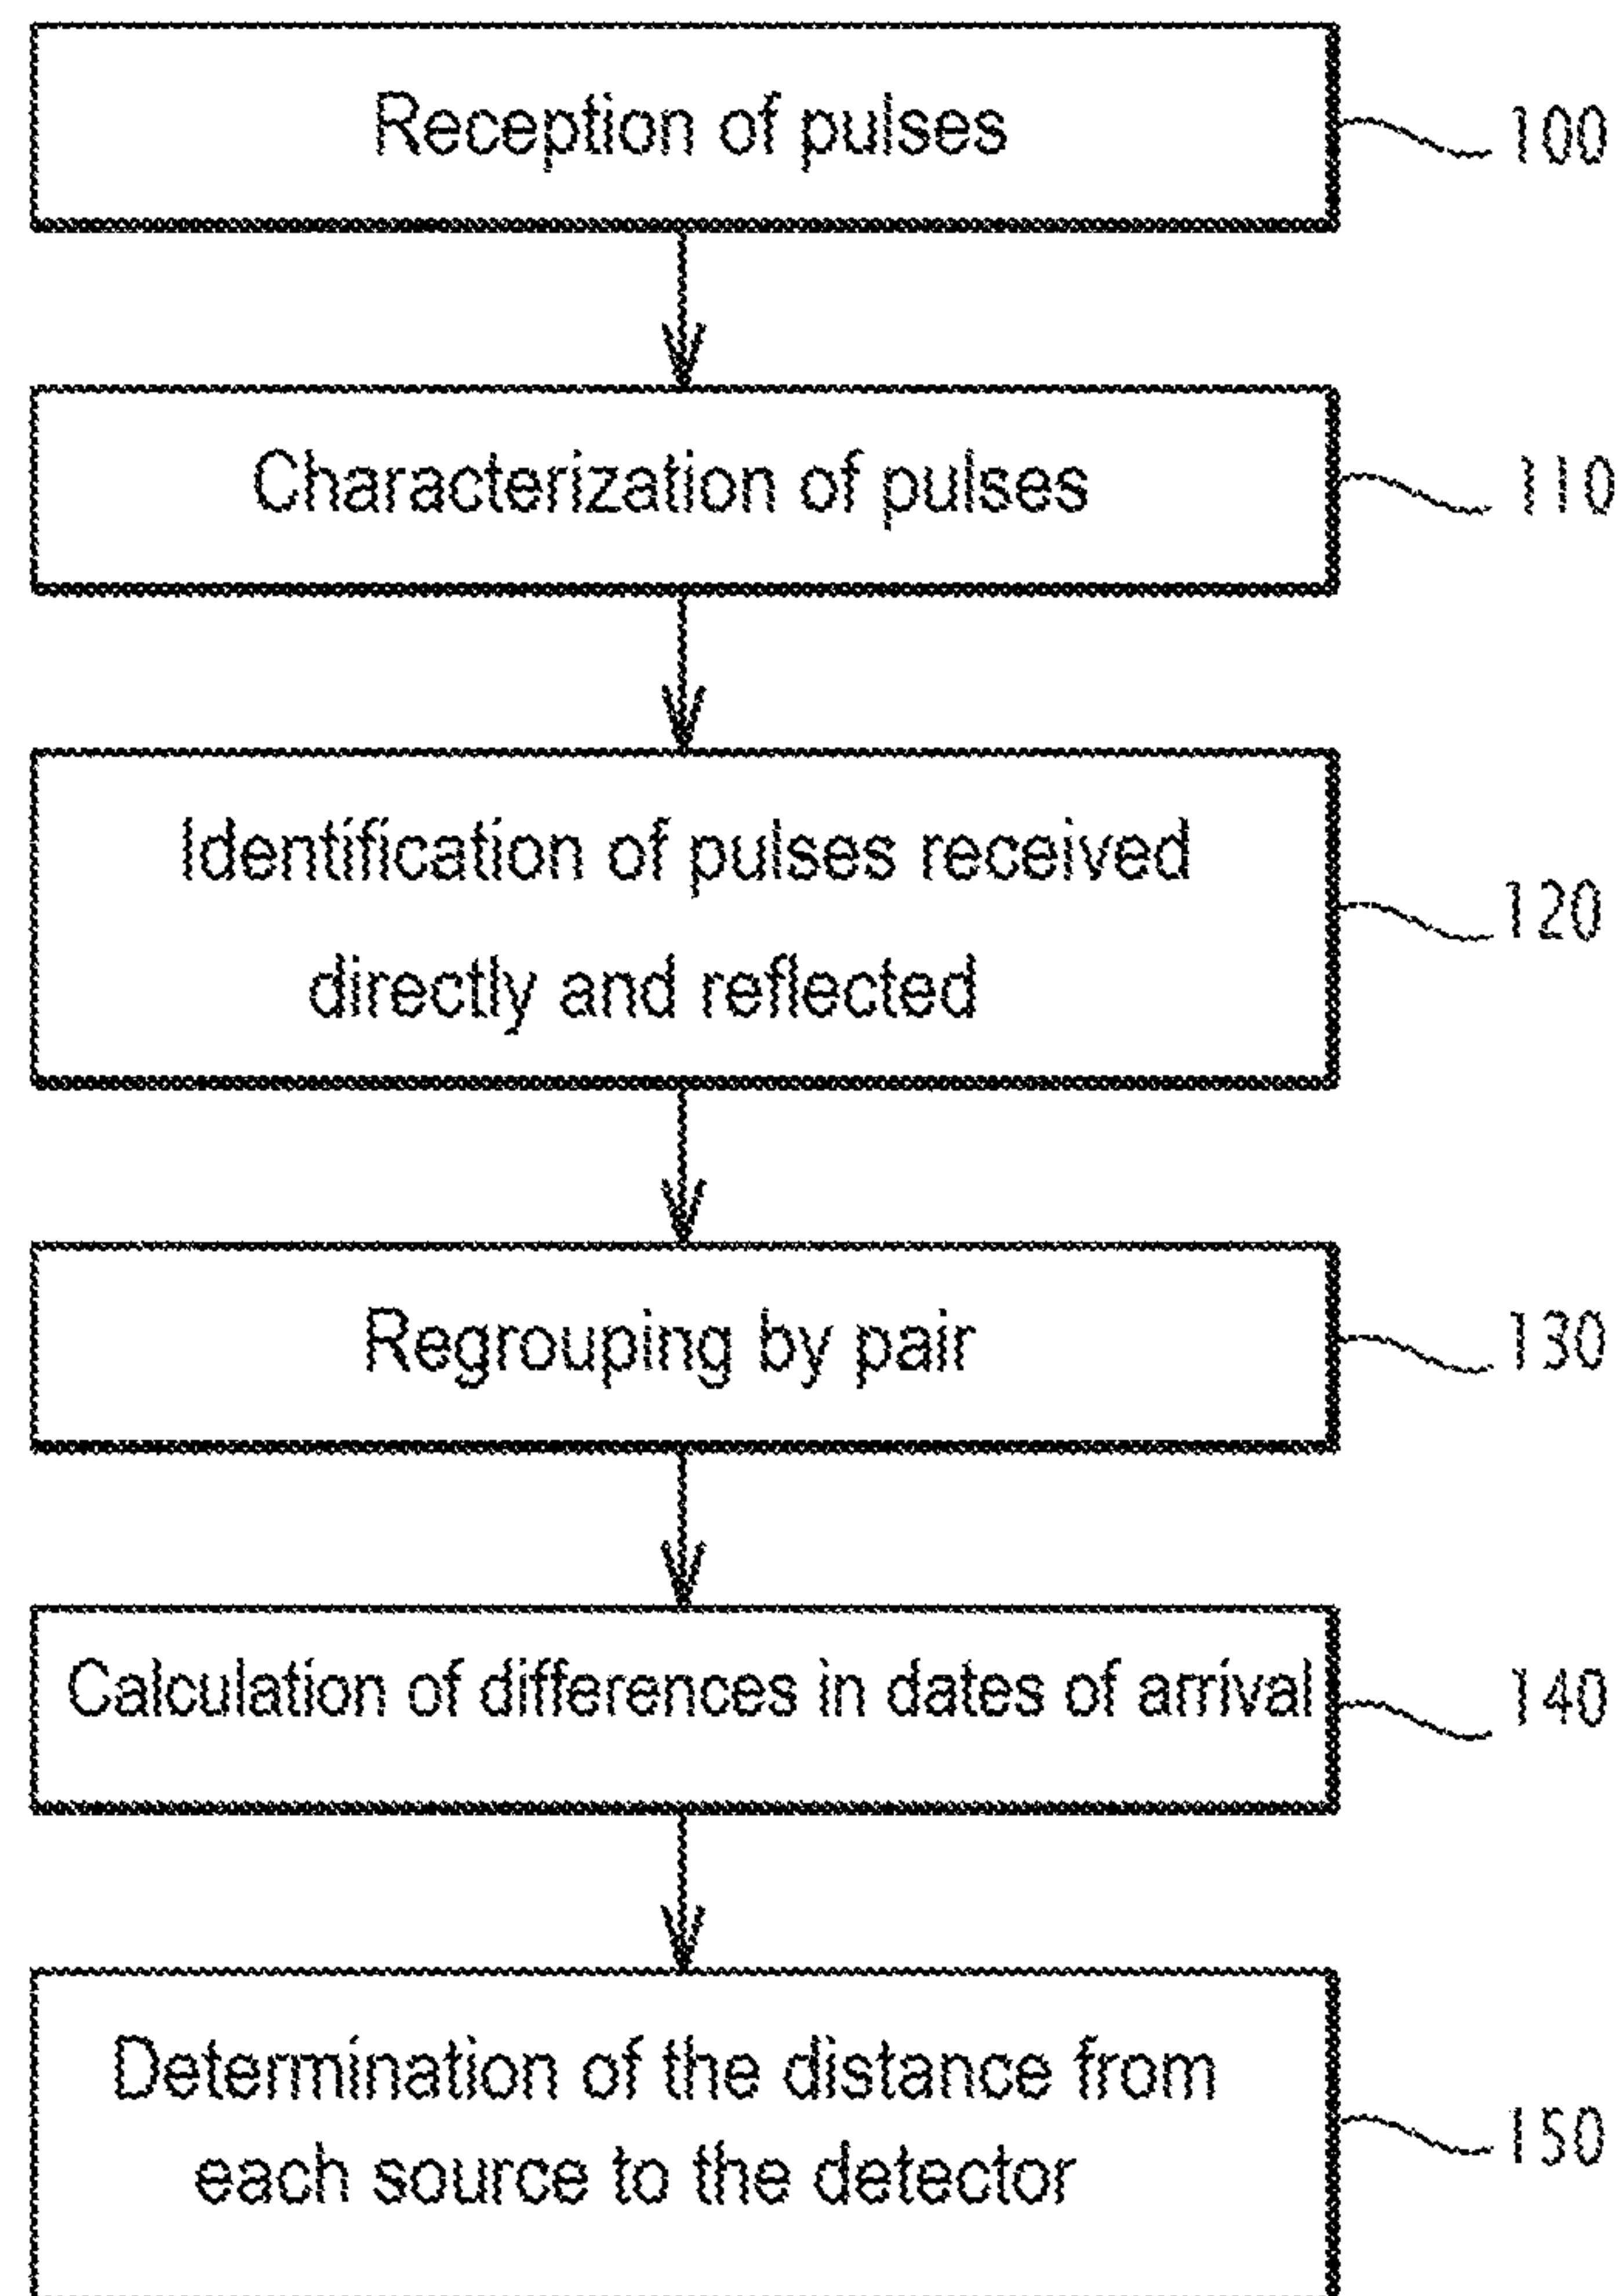 Reception of pulses
100
Characterization of pulses
110
Identification of pulses received
directly and reflected
120
Regrouping by pair
130
Calculation of differences in dates of arrival
140
Determination of the distance from
each source to the detector
150